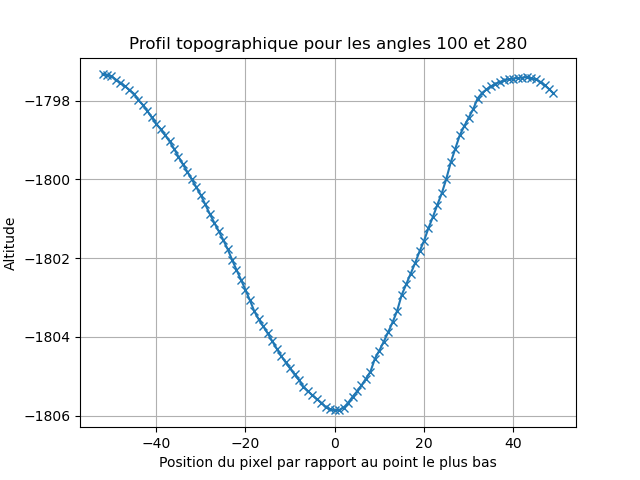 Profil topographique pour les angles 100 et 280
Altitude
−1798
−1800
−1802
−1804
−1806
−40 −20 0 20 40
Position du pixel par rapport au point le plus bas